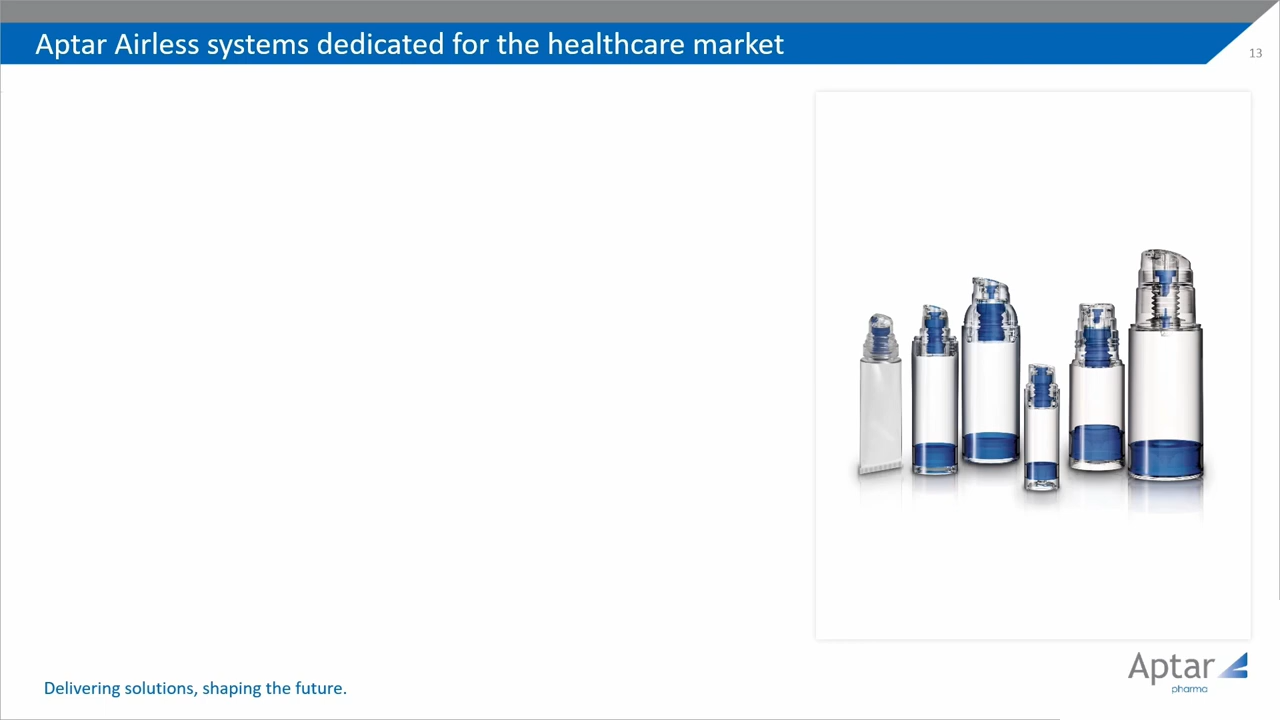 Aptar Airless systems dedicated for the healthcare market
13
Delivering solutions, shaping the future.
Aptar
pharma